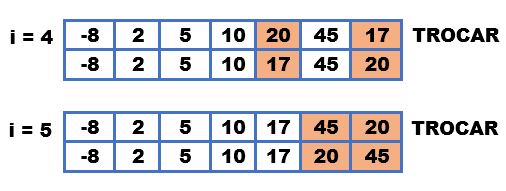 i = 4 -8 2 5 10 20 45 17 TROCAR
-8 2 5 10 17 45 20
i = 5 -8 2 5 10 17 45 20 TROCAR
-8 2 5 10 17 20 45